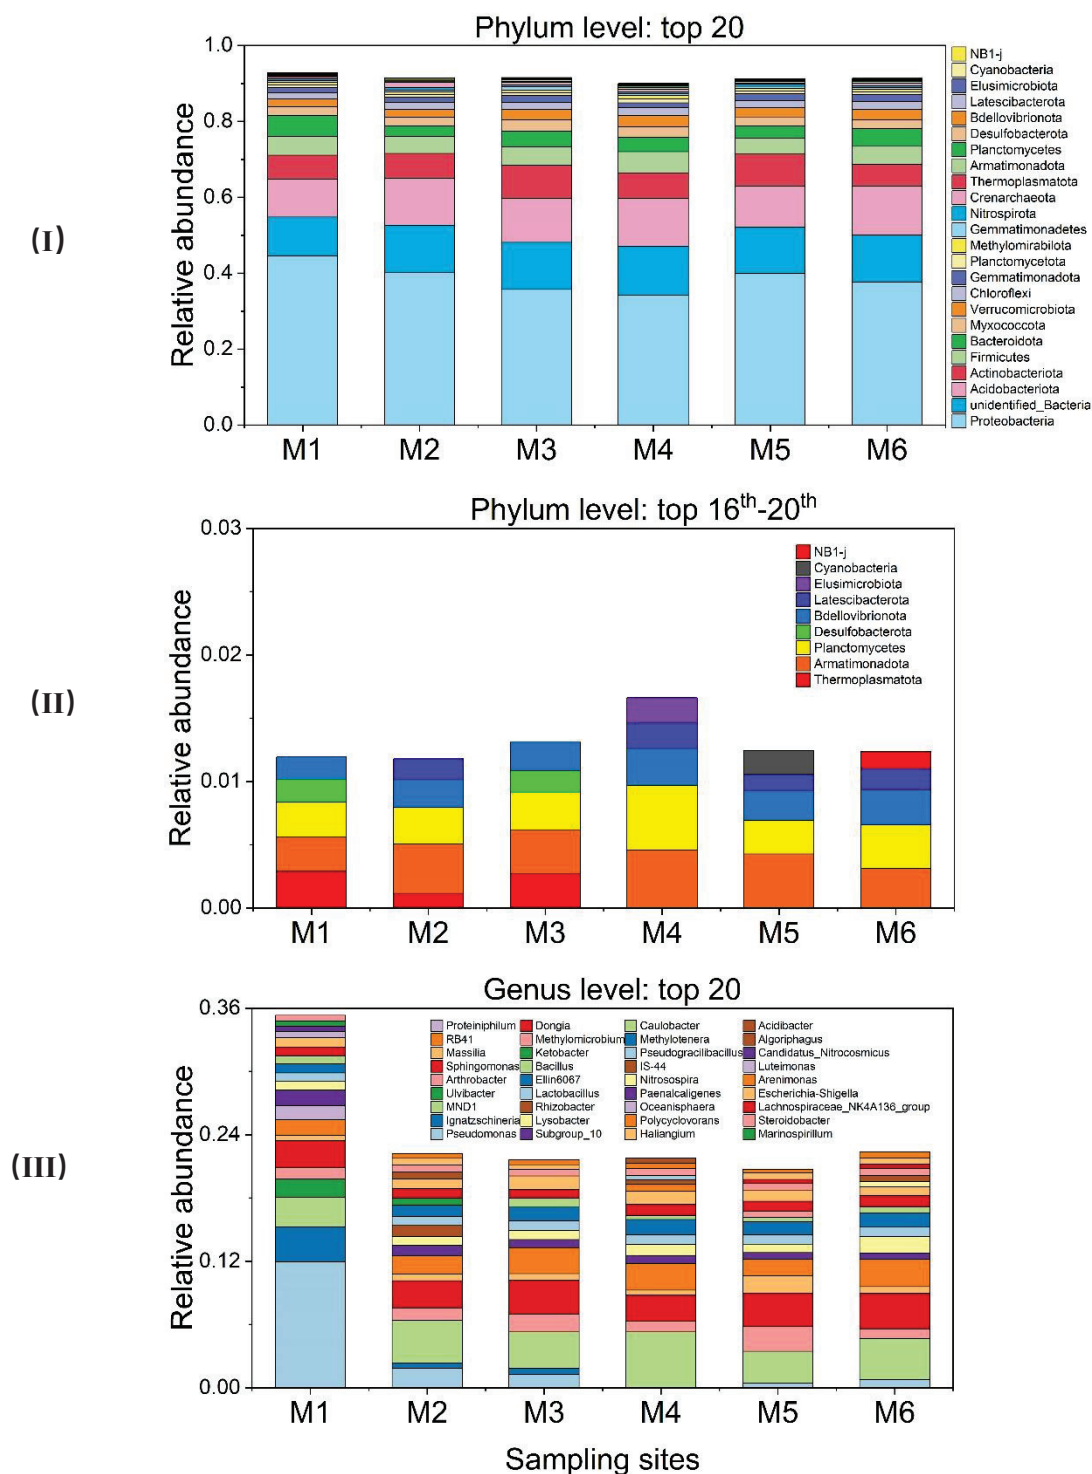 Phylum level: top 20
(I)
Relative abundance
1.0
0.8
0.6
0.4
0.2
0.0
M1 M2 M3 M4 M5 M6
NB1-j
Cyanobacteria
Elusimicrobiota
Latescibacterota
Bdellovibrionota
Desulfobacterota
Planctomycetes
Armatimonadota
Thermoplasmatota
Crenarchaeota
Nitrospirota
Gemmatimonadetes
Methylomirabilota
Planctomycetota
Gemmatimonadota
Chloroflexi
Verrucomicrobiota
Myxococcota
Bacteroidota
Firmicutes
Actinobacteriota
Acidobacteriota
unidentified_Bacteria
Proteobacteria
Phylum level: top 16th-20th
(II)
Relative abundance
0.03
0.02
0.01
0.00
NB1-j
Cyanobacteria
Elusimicrobiota
Latescibacterota
Bdellovibrionota
Desulfobacterota
Planctomycetes
Armatimonadota
Thermoplasmatota
M1 M2 M3 M4 M5 M6
Genus level: top 20
(III)
Relative abundance
0.36
0.24
0.12
0.00
Proteiniphilum Dongia Caulobacter Acidibacter
RB41 Methylomicrobium Methylotenera Algoriphagus
Massilia Ketobacter Pseudogracilibacillus Candidatus_Nitrocosmicus
Sphingomonas Bacillus IS-44 Luteimonas
Arthrobacter Ellin6067 Nitrosospira Arenimonas
Ulvibacter Lactobacillus Paenalcaligenes Escherichia-Shigella
MND1 Rhizobacter Oceanisphaera Lachnospiraceae_NK4A136_group
Ignatzschineria Lysobacter Polycyclovorans Steroidobacter
Pseudomonas Subgroup_10 Haliangium Marinospirillum
M1 M2 M3 M4 M5 M6
Sampling sites